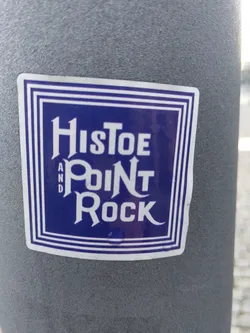 HISTOE
AND POINT
ROCK